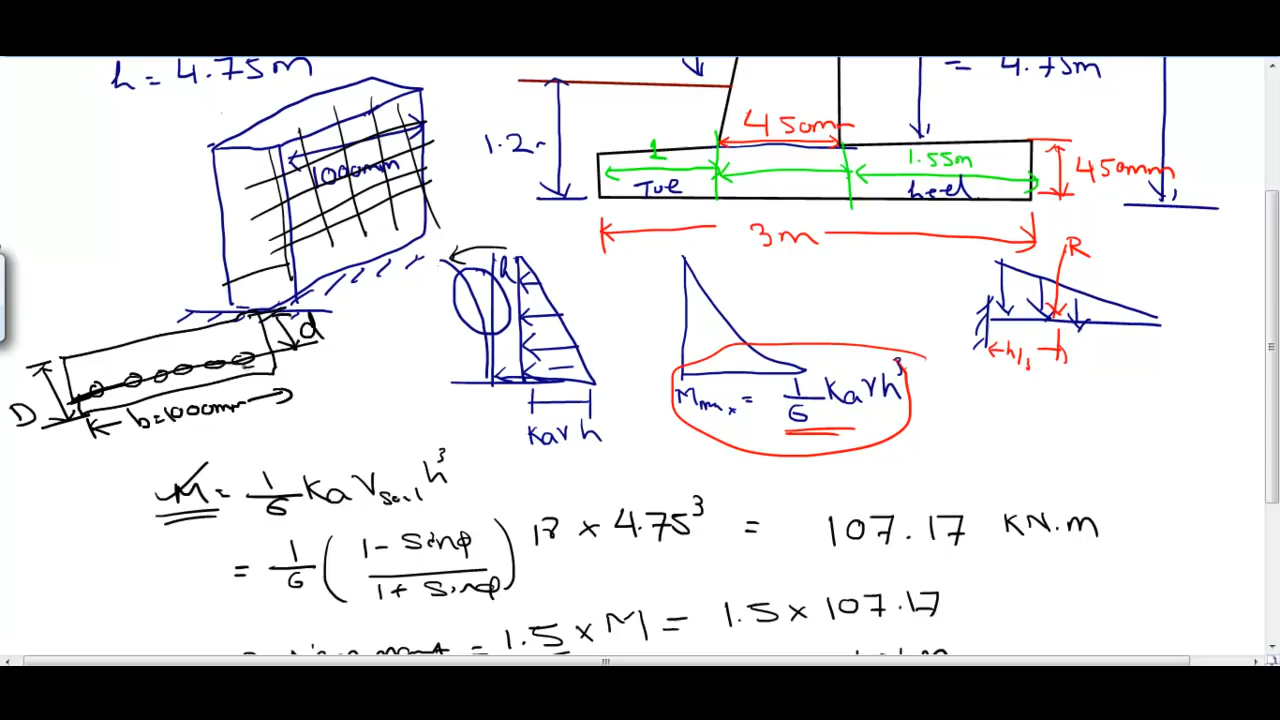 h = 4.75m
= 4.75m
1.2
450mm
1
Toe
1.55m
heel
450mm
3m
1000mm
R
h
d
D
b=1000mm
Kaγh
Mmax = 1/6 Kaγh³
h/3
M = 1/6 Ka γsoil h³
= 1/6 (1 - Sinφ / 1 + Sinφ) 18 × 4.75³ = 107.17 KN.m
= 1.5 × M = 1.5 × 107.17